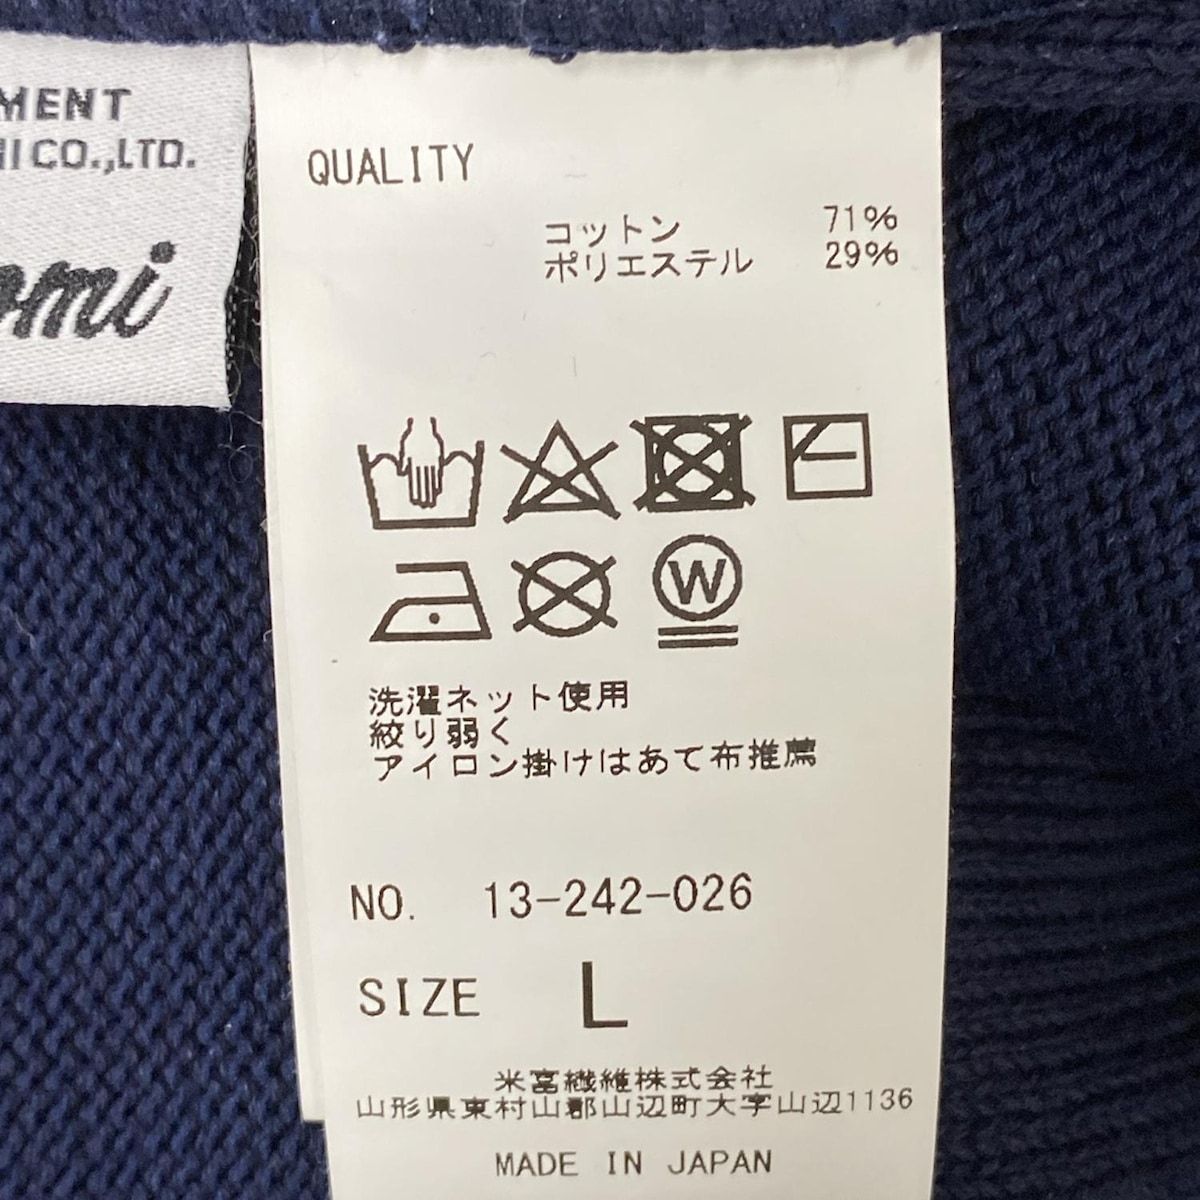 MENT
CO.,LTD.
omi
QUALITY
コットン 71%
ポリエステル 29%
W
洗濯ネット使用
絞り弱く
アイロン掛けはあて布推薦
NO. 13-242-026
SIZE L
米富繊維株式会社
山形県東村山郡山辺町大字山辺1136
MADE IN JAPAN